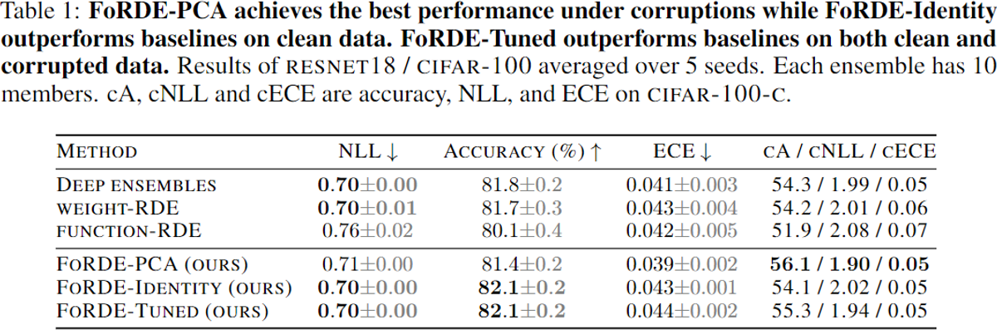 Table 1: FoRDE-PCA achieves the best performance under corruptions while FoRDE-Identity
outperforms baselines on clean data. FoRDE-Tuned outperforms baselines on both clean and
corrupted data. Results of RESNET18 / CIFAR-100 averaged over 5 seeds. Each ensemble has 10
members. cA, cNLL and cECE are accuracy, NLL, and ECE on CIFAR-100-C.
METHOD NLL ↓ ACCURACY (%) ↑ ECE ↓ CA / CNLL / CECE
DEEP ENSEMBLES 0.70±0.00 81.8±0.2 0.041±0.003 54.3 / 1.99 / 0.05
WEIGHT-RDE 0.70±0.01 81.7±0.3 0.043±0.004 54.2 / 2.01 / 0.06
FUNCTION-RDE 0.76±0.02 80.1±0.4 0.042±0.005 51.9 / 2.08 / 0.07
FORDE-PCA (OURS) 0.71±0.00 81.4±0.2 0.039±0.002 56.1 / 1.90 / 0.05
FORDE-IDENTITY (OURS) 0.70±0.00 82.1±0.2 0.043±0.001 54.1 / 2.02 / 0.05
FORDE-TUNED (OURS) 0.70±0.00 82.1±0.2 0.044±0.002 55.3 / 1.94 / 0.05